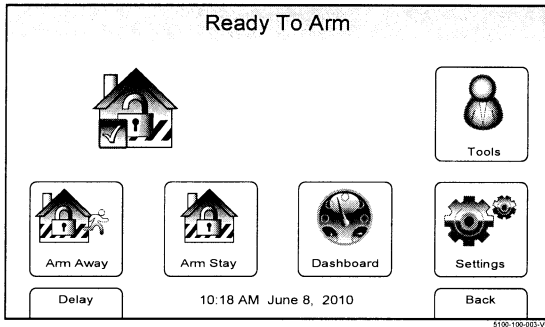 Ready To Arm
Tools
Arm Away
Arm Stay
Dashboard
Settings
Delay
10:18 AM June 8, 2010
Back
5100-100-003-V